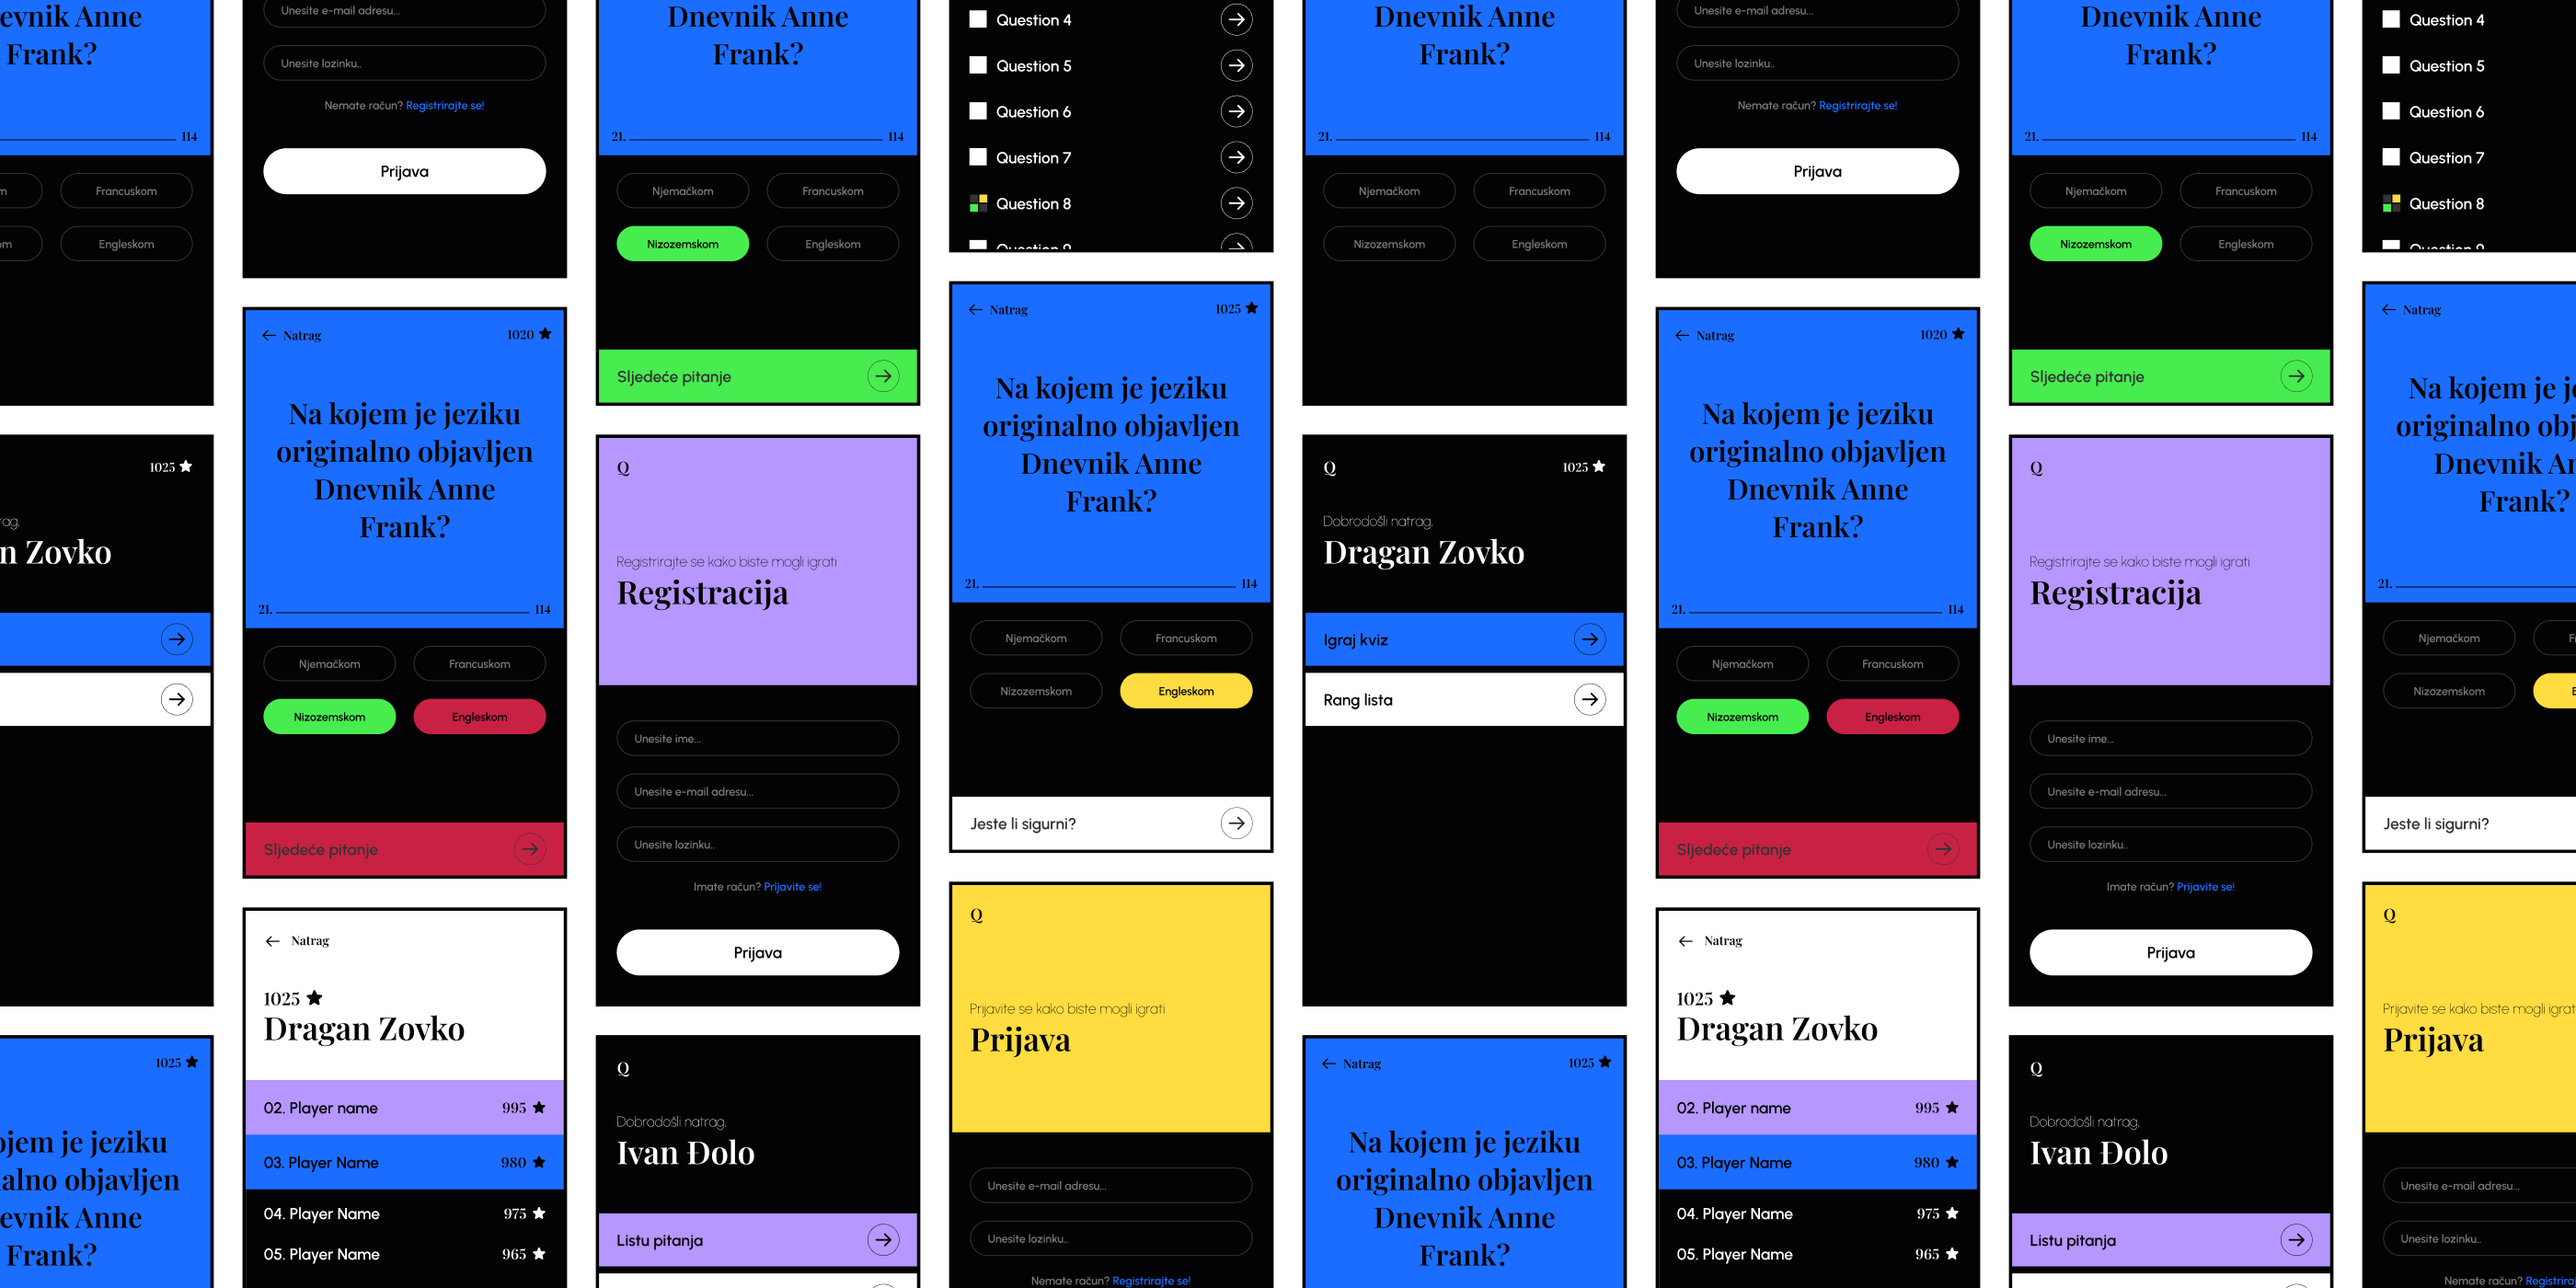 evnik Anne
Frank?
114
Francuskom
Engleskom
1025
n Zovko
1025
ojem je jeziku
alno objavljen
evnik Anne
Frank?
Unesite e-mail adresu...
Unesite lozinku..
Nemate račun? Registrirajte se!
Prijava
Natrag
1020
Na kojem je jeziku
originalno objavljen
Dnevnik Anne
Frank?
21.
114
Njemačkom
Francuskom
Nizozemskom
Engleskom
Sljedeće pitanje
Natrag
1025
Dragan Zovko
02. Player name
995
03. Player Name
980
04. Player Name
975
05. Player Name
965
Dnevnik Anne
Frank?
21.
114
Njemačkom
Francuskom
Nizozemskom
Engleskom
Sljedeće pitanje
Q
Registrirajte se kako biste mogli igrati
Registracija
Unesite ime...
Unesite e-mail adresu...
Unesite lozinku..
Imate račun? Prijavite se!
Prijava
Q
Dobrodošli natrag,
Ivan Đolo
Listu pitanja
Question 4
Question 5
Question 6
Question 7
Question 8
Question 9
Natrag
1025
Na kojem je jeziku
originalno objavljen
Dnevnik Anne
Frank?
21.
114
Njemačkom
Francuskom
Nizozemskom
Engleskom
Jeste li sigurni?
Q
Prijavite se kako biste mogli igrati
Prijava
Unesite e-mail adresu...
Unesite lozinku..
Nemate račun? Registrirajte se!
Dnevnik Anne
Frank?
21.
114
Njemačkom
Francuskom
Nizozemskom
Engleskom
Q
1025
Dobrodošli natrag,
Dragan Zovko
Igraj kviz
Rang lista
Natrag
1025
Na kojem je jeziku
originalno objavljen
Dnevnik Anne
Frank?
Unesite e-mail adresu...
Unesite lozinku..
Nemate račun? Registrirajte se!
Prijava
Natrag
1020
Na kojem je jeziku
originalno objavljen
Dnevnik Anne
Frank?
21.
114
Njemačkom
Francuskom
Nizozemskom
Engleskom
Sljedeće pitanje
Natrag
1025
Dragan Zovko
02. Player name
995
03. Player Name
980
04. Player Name
975
05. Player Name
965
Dnevnik Anne
Frank?
21.
114
Njemačkom
Francuskom
Nizozemskom
Engleskom
Sljedeće pitanje
Q
Registrirajte se kako biste mogli igrati
Registracija
Unesite ime...
Unesite e-mail adresu...
Unesite lozinku..
Imate račun? Prijavite se!
Prijava
Q
Dobrodošli natrag,
Ivan Đolo
Listu pitanja
Question 4
Question 5
Question 6
Question 7
Question 8
Question 9
Natrag
Na kojem je je
originalno obj
Dnevnik An
Frank?
21.
Njemačkom
Nizozemskom
Jeste li sigurni?
Q
Prijavite se kako biste mogli igrat
Prijava
Unesite e-mail adresu...
Unesite lozinku..
Nemate račun? Registrira